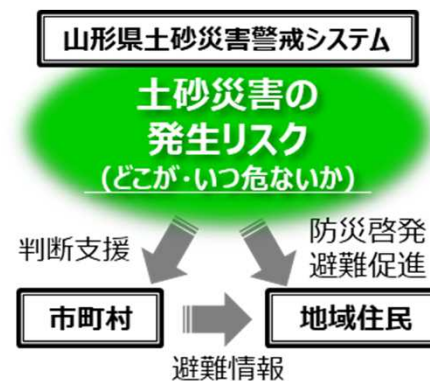 山形県土砂災害警戒システム
土砂災害の
発生リスク
(どこが・いつ危ないか)
判断支援
防災啓発
避難促進
市町村
地域住民
避難情報